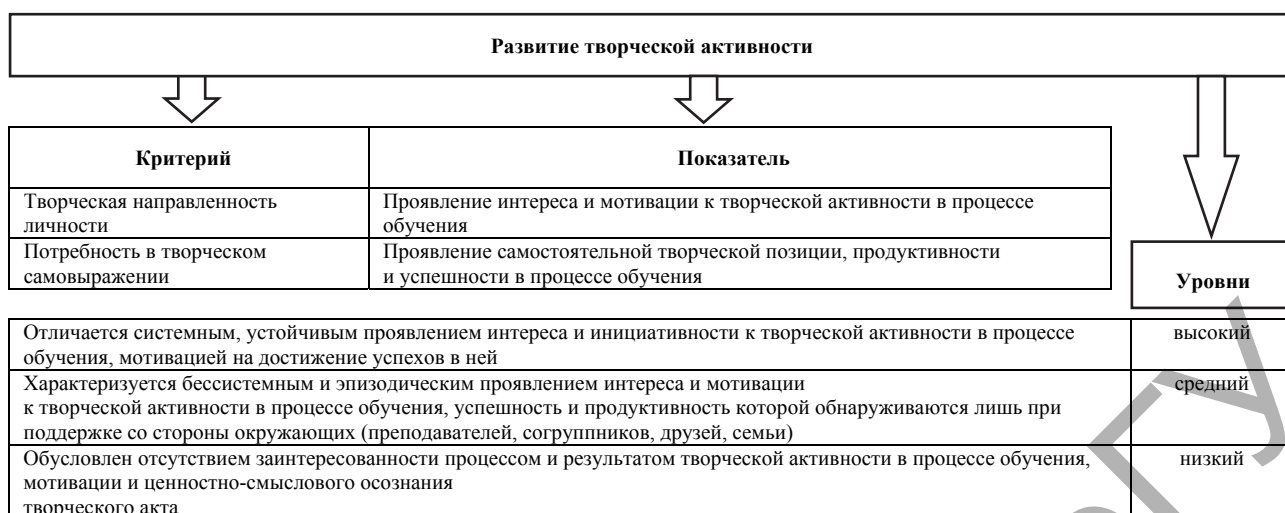 Развитие творческой активности
Критерий
Показатель
Творческая направленность
личности
Проявление интереса и мотивации к творческой активности в процессе
обучения
Потребность в творческом
самовыражении
Проявление самостоятельной творческой позиции, продуктивности
и успешности в процессе обучения
Уровни
Отличается системным, устойчивым проявлением интереса и инициативности к творческой активности в процессе
обучения, мотивацией на достижение успехов в ней
высокий
Характеризуется бессистемным и эпизодическим проявлением интереса и мотивации
к творческой активности в процессе обучения, успешность и продуктивность которой обнаруживаются лишь при
поддержке со стороны окружающих (преподавателей, согруппников, друзей, семьи)
средний
Обусловлен отсутствием заинтересованности процессом и результатом творческой активности в процессе обучения,
мотивации и ценностно-смыслового осознания
творческого акта
низкий